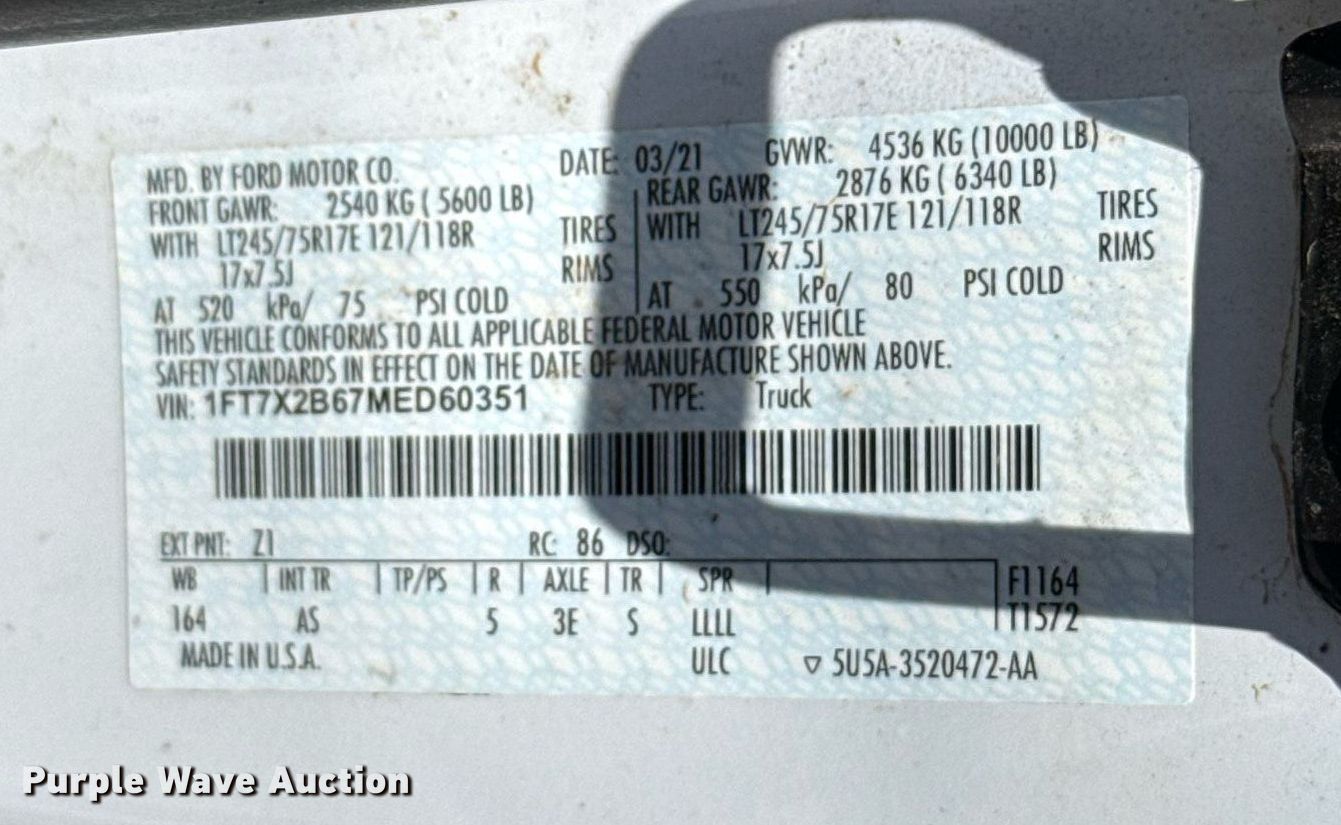 MFD. BY FORD MOTOR CO. DATE: 03/21 GVWR: 4536 KG (10000 LB)
FRONT GAWR: 2540 KG ( 5600 LB) REAR GAWR: 2876 KG ( 6340 LB)
WITH LT245/75R17E 121/118R TIRES WITH LT245/75R17E 121/118R TIRES
17x7.5J RIMS 17x7.5J RIMS
AT 520 kPa/ 75 PSI COLD AT 550 kPa/ 80 PSI COLD
THIS VEHICLE CONFORMS TO ALL APPLICABLE FEDERAL MOTOR VEHICLE
SAFETY STANDARDS IN EFFECT ON THE DATE OF MANUFACTURE SHOWN ABOVE.
VIN: 1FT7X2B67MED60351 TYPE: Truck
EXT PNT: Z1 RC: 86 DSO:
WB INT TR TP/PS R AXLE TR SPR F1164
164 AS 5 3E S LLLL T1572
MADE IN U.S.A. ULC ▽ 5U5A-3520472-AA
Purple Wave Auction